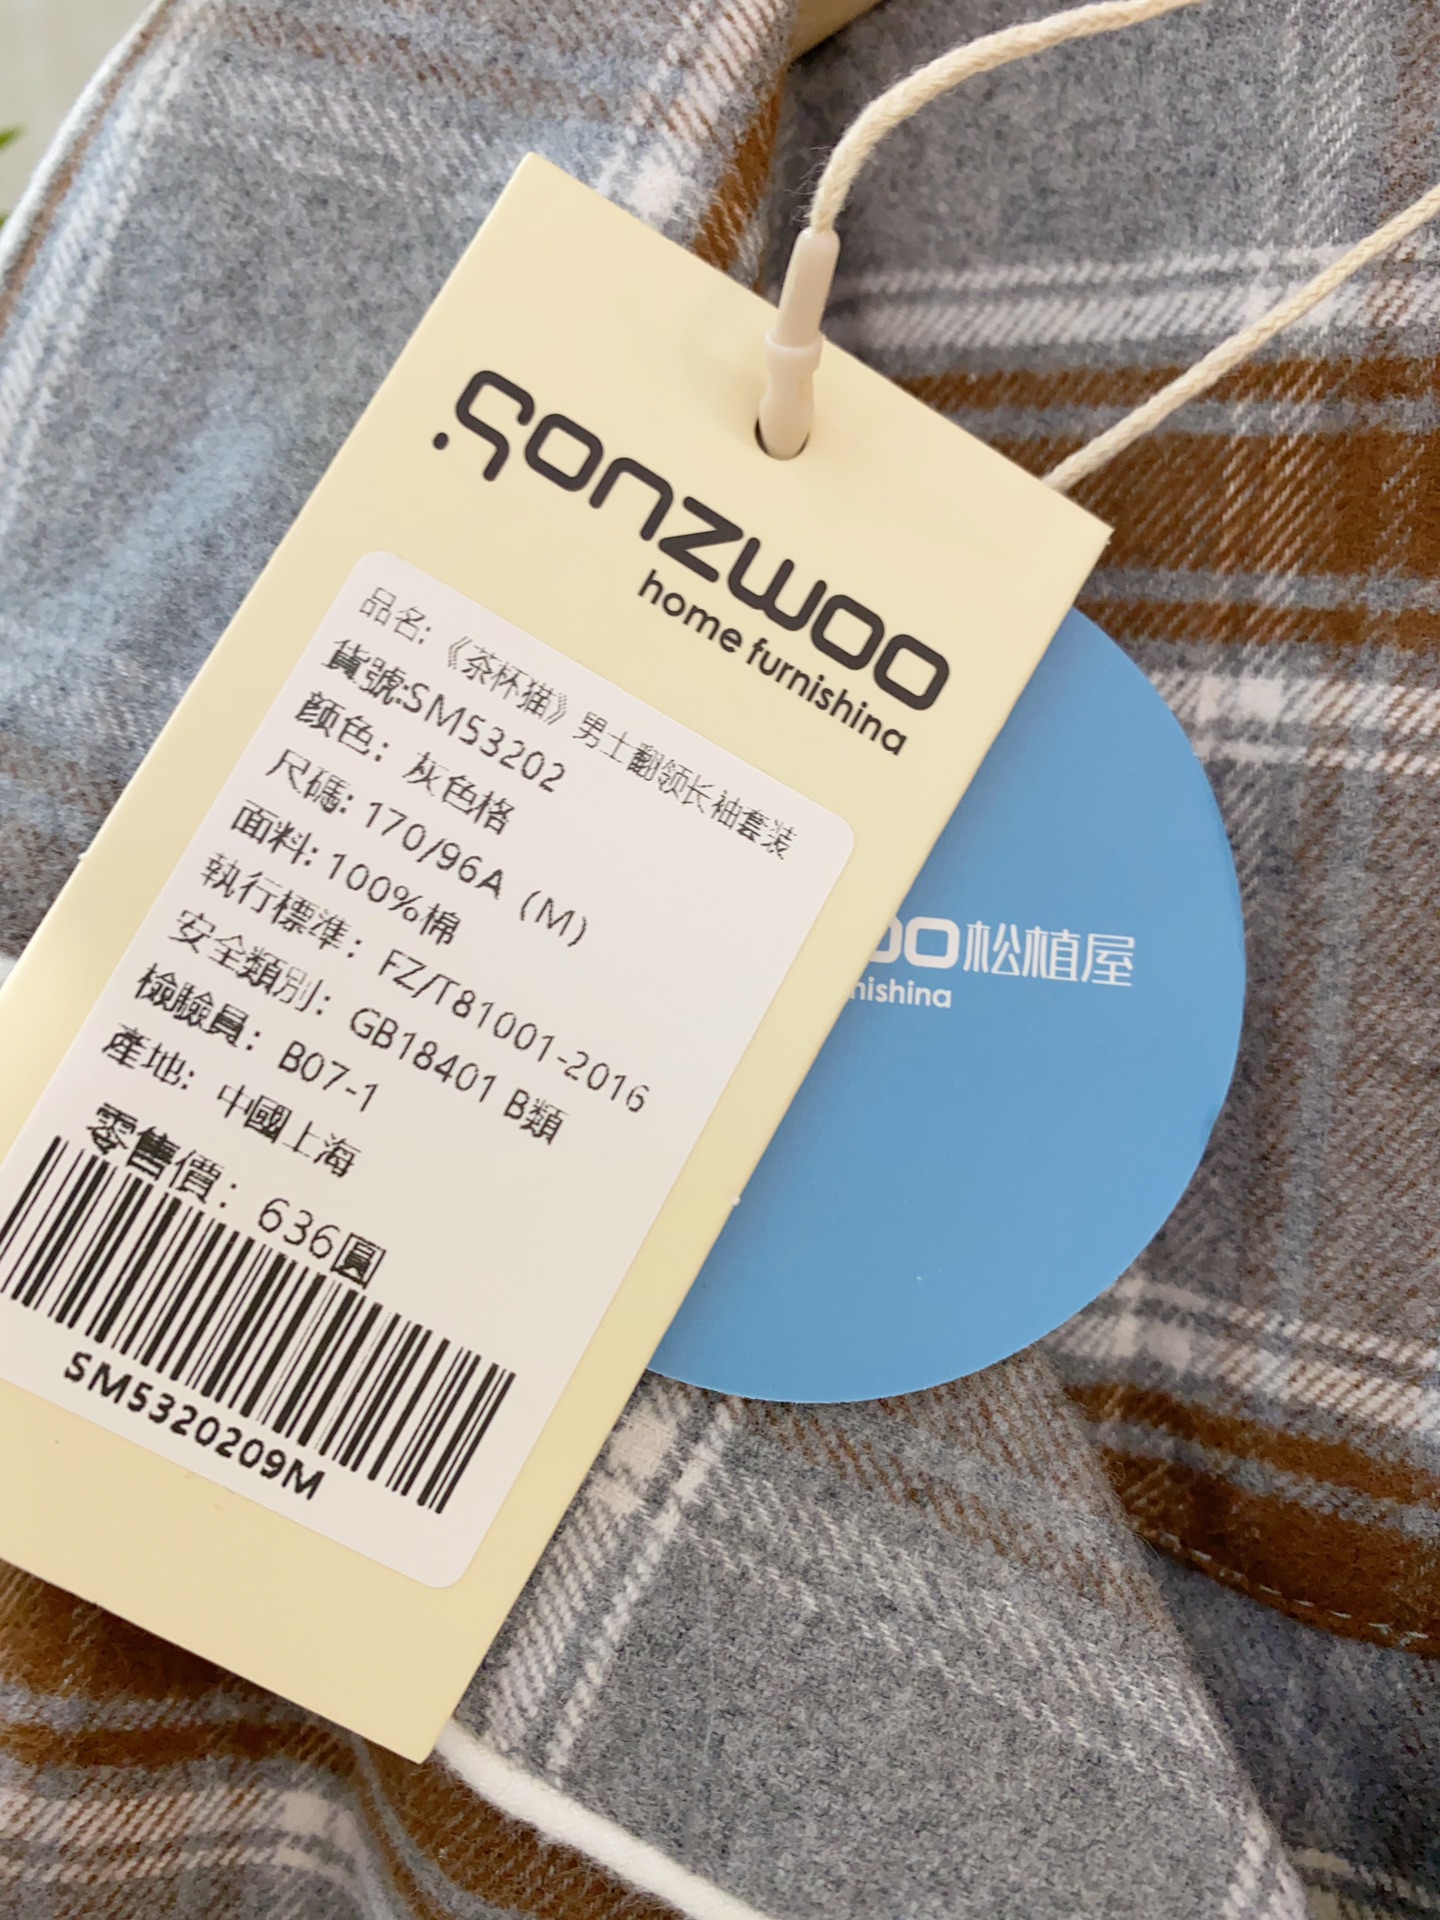 sonzwoo
home furnishina
品名:《茶杯猫》男士翻领长袖套装
貨號:SM53202
颜色: 灰色格
尺碼: 170/96A (M)
面料: 100%棉
執行標準: FZ/T81001-2016
安全類別: GB18401 B類
檢驗員: B07-1
產地: 中國上海
零售價: 636圓
SM5320209M
oo松植屋
nishina